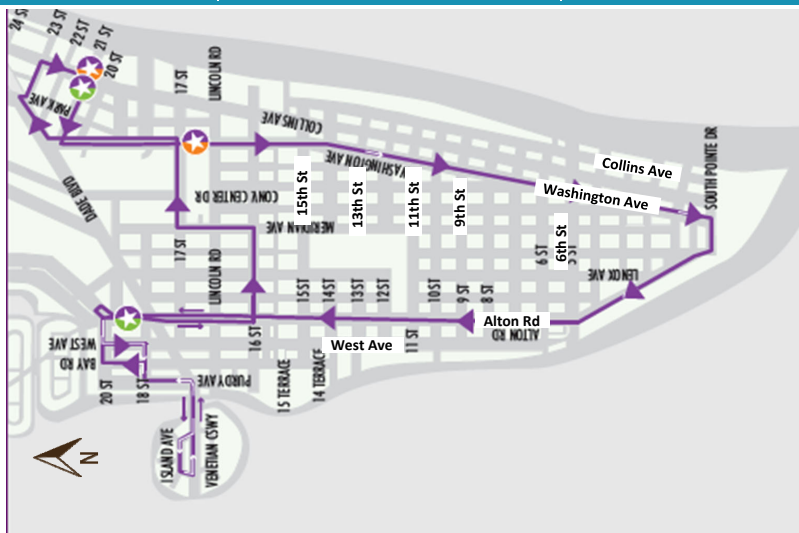 24 ST
23 ST
22 ST
21 ST
20 ST
PARK AVE
17 ST
LINCOLN RD
COLLINS AVE
WASHINGTON AVE
Collins Ave
Washington Ave
SOUTH POINTE DR
DADE BLVD
CONV. CENTER DR
MERIDIAN AVE
15th St
13th St
11th St
9th St
6th St
6 ST
LENOX AVE
17 ST
LINCOLN RD
15 ST
14 ST
13 ST
12 ST
10 ST
9 ST
8 ST
Alton Rd
ALTON RD
West Ave
WEST AVE
BAY RD
16 ST
11 ST
20 ST
18 ST
PURDY AVE
15 TERRACE
14 TERRACE
ISLAND AVE
VENETIAN CSWY
N